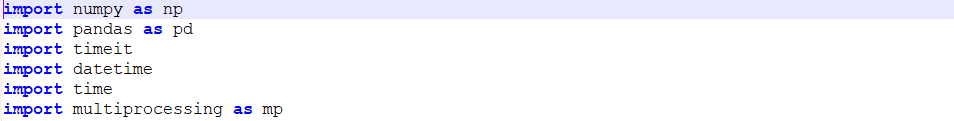 import numpy as np
import pandas as pd
import timeit
import datetime
import time
import multiprocessing as mp